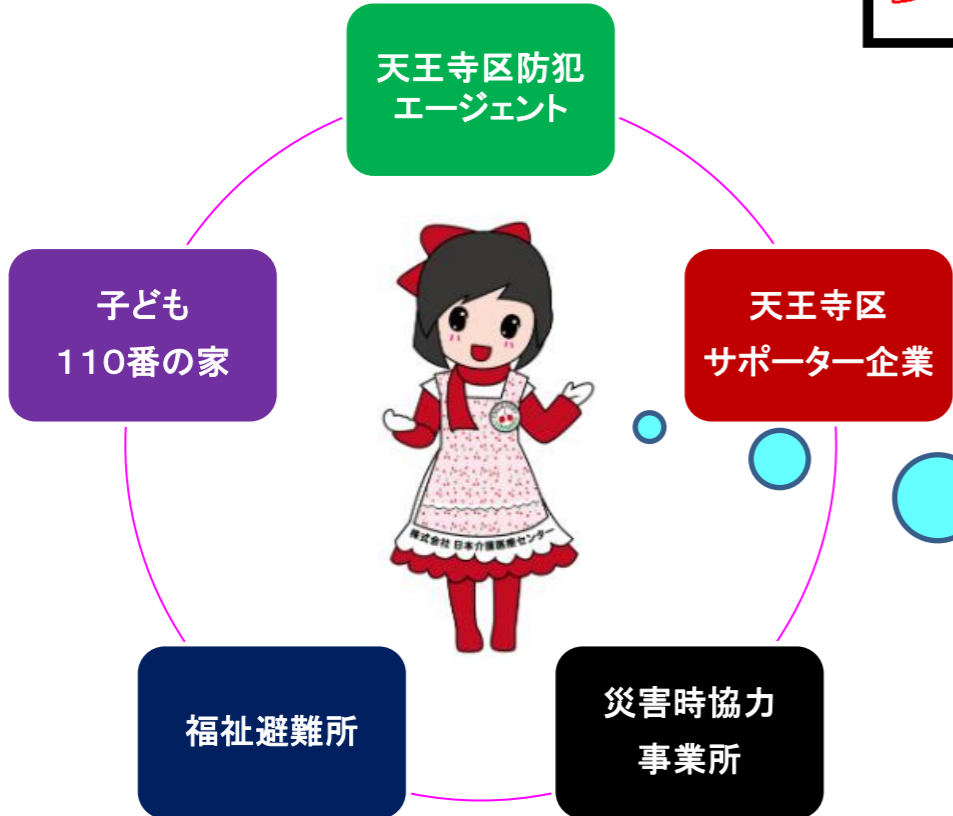 天王寺区防犯
エージェント
子ども
110番の家
天王寺区
サポーター企業
株式会社 日本介護医療センター
福祉避難所
災害時協力
事業所